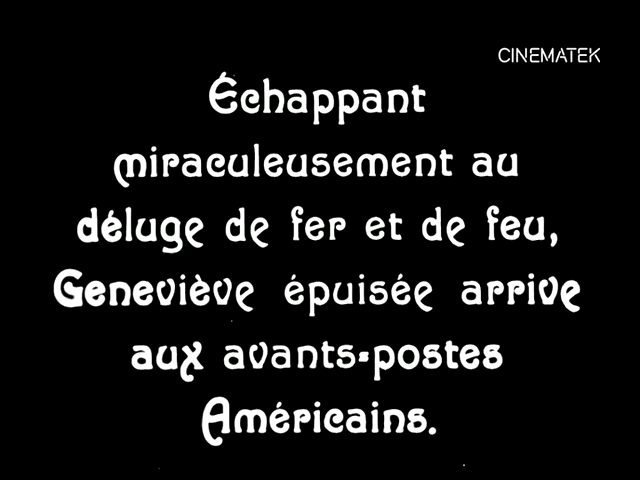 CINEMATEK
Échappant
miraculeusement au
déluge de fer et de feu,
Geneviève épuisée arrive
aux avants-postes
Américains.